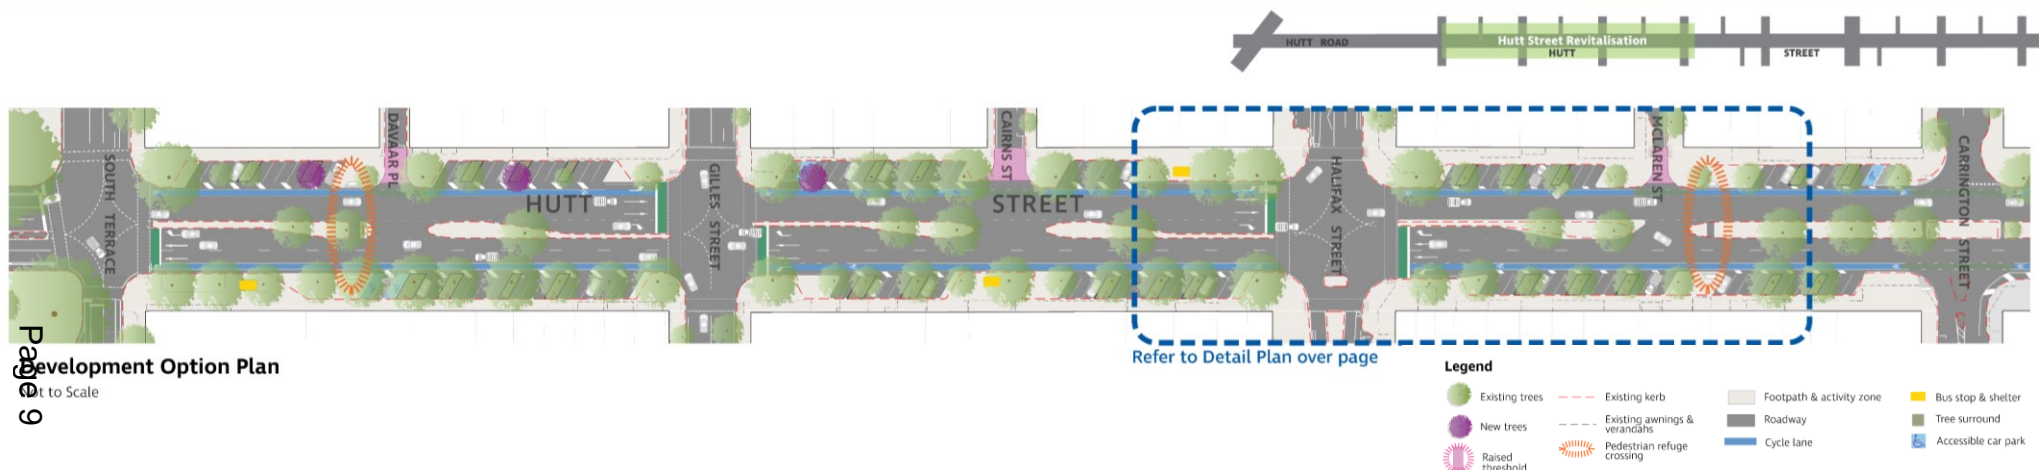 HUTT ROAD
Hutt Street Revitalisation
HUTT
STREET
SOUTH TERRACE
DAVAAR PL
HUTT
GILLES STREET
CAIRNS ST
STREET
HALIFAX STREET
MCLAREN ST
CARRINGTON STREET
Refer to Detail Plan over page
Development Option Plan
Not to Scale
Page 9
Legend
Existing trees
New trees
Raised
threshold
Existing kerb
Existing awnings &
verandahs
Pedestrian refuge
crossing
Footpath & activity zone
Roadway
Cycle lane
Bus stop & shelter
Tree surround
Accessible car park